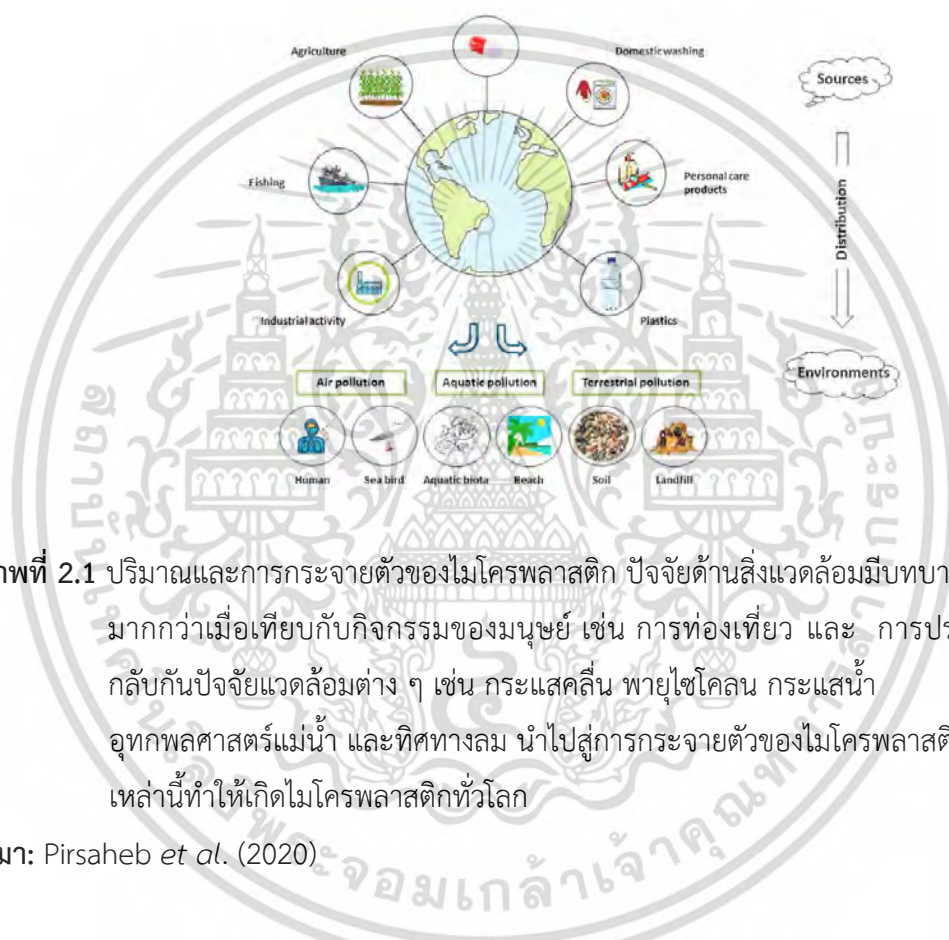 Agriculture
Domestic washing
Sources
Fishing
Personal care
products
Distribution
Industrial activity
Plastics
Environments
Air pollution
Aquatic pollution
Terrestrial pollution
Human
Sea bird
Aquatic biota
Beach
Soil
Landfill
าพที่ 2.1 ปริมาณและการกระจายตัวของไมโครพลาสติก ปัจจัยด้านสิ่งแวดล้อมมีบทบา
มากกว่าเมื่อเทียบกับกิจกรรมของมนุษย์ เช่น การท่องเที่ยว และ การปร
กลับกันปัจจัยแวดล้อมต่าง ๆ เช่น กระแสคลื่น พายุไซโคลน กระแสน้ำ
อุทกพลศาสตร์แม่น้ำ และทิศทางลม นำไปสู่การกระจายตัวของไมโครพลาสติ
เหล่านี้ทำให้เกิดไมโครพลาสติกทั่วโลก
มา: Pirsaheb et al. (2020)